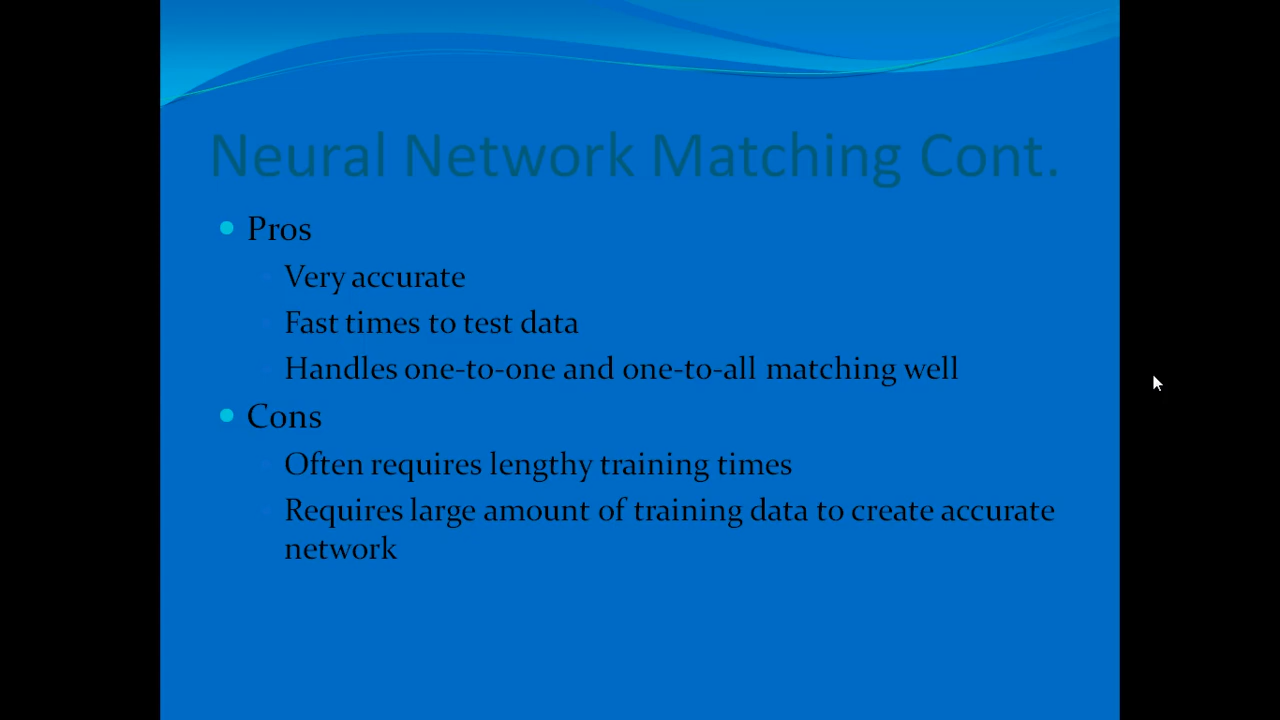 Neural Network Matching Cont.
Pros
Very accurate
Fast times to test data
Handles one-to-one and one-to-all matching well
Cons
Often requires lengthy training times
Requires large amount of training data to create accurate
network